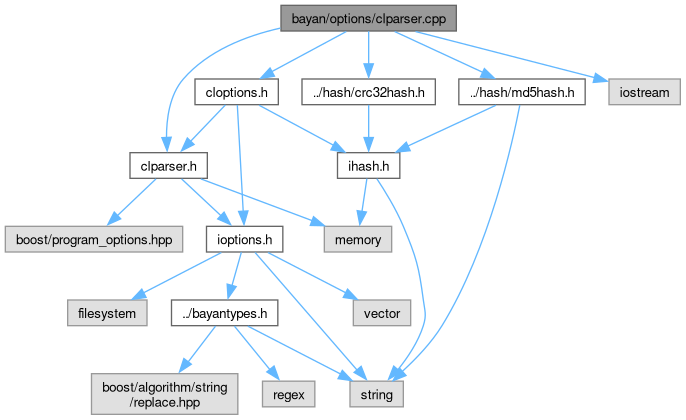 bayan/options/clparser.cpp
cloptions.h
../hash/crc32hash.h
../hash/md5hash.h
iostream
clparser.h
ihash.h
boost/program_options.hpp
ioptions.h
memory
filesystem
../bayantypes.h
vector
boost/algorithm/string
/replace.hpp
regex
string